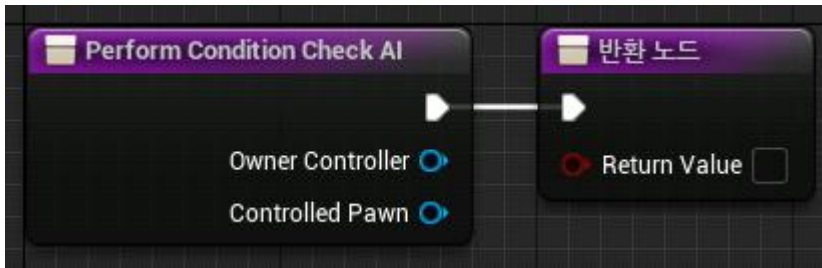 Perform Condition Check AI
반환 노드
Owner Controller
Return Value
Controlled Pawn